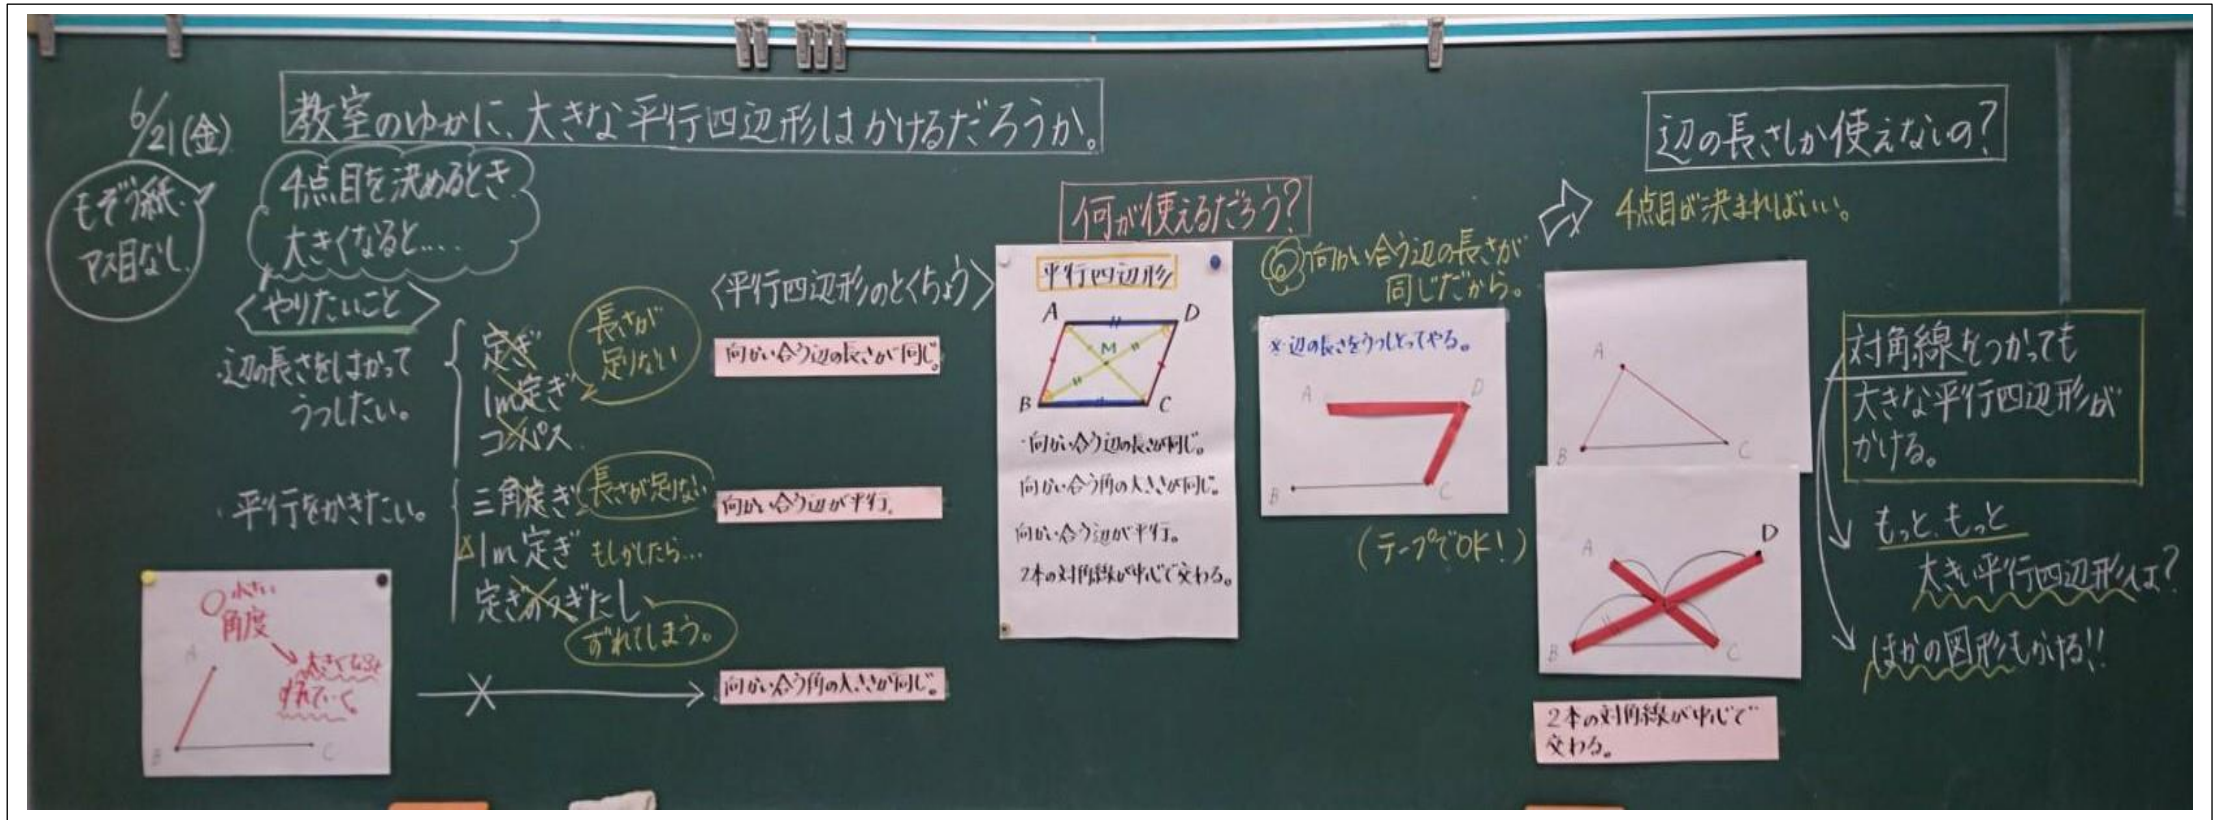 6/21(金)
教室のゆかに、大きな平行四辺形はかけるだろうか。
もぞう紙
マス目なし
4点目を決めるとき
大きくなると....
〈やりたいこと〉
・辺の長さをはかって
うつしたい。
定ぎ
1m定ぎ
コンパス
長さが
足りない
・平行をかきたい。
三角定ぎ
長さが足りない
△1m定ぎ もしかしたら...
定ぎのつぎたし
ずれてしまう。
小さい
角度
大きくなると
ずれていく。
A
B
C
〈平行四辺形のとくちょう〉
向かい合う辺の長さが同じ。
向かい合う辺が平行。
向かい合う角の大きさが同じ。
何が使えるだろう?
平行四辺形
A
D
M
B
C
・向かい合う辺の長さが同じ。
向かい合う角の大きさが同じ。
向かい合う辺が平行。
2本の対角線が中心で交わる。
向かい合う辺の長さが
同じだから。
※辺の長さをうつしとってやる。
A
D
B
C
(テープでOK!)
辺の長さしか使えないの?
4点目が決まればいい。
A
B
C
A
D
B
C
2本の対角線が中心で
交わる。
対角線をつかっても
大きな平行四辺形が
かける。
もっと、もっと
大きい平行四辺形は?
ほかの図形もかける!!